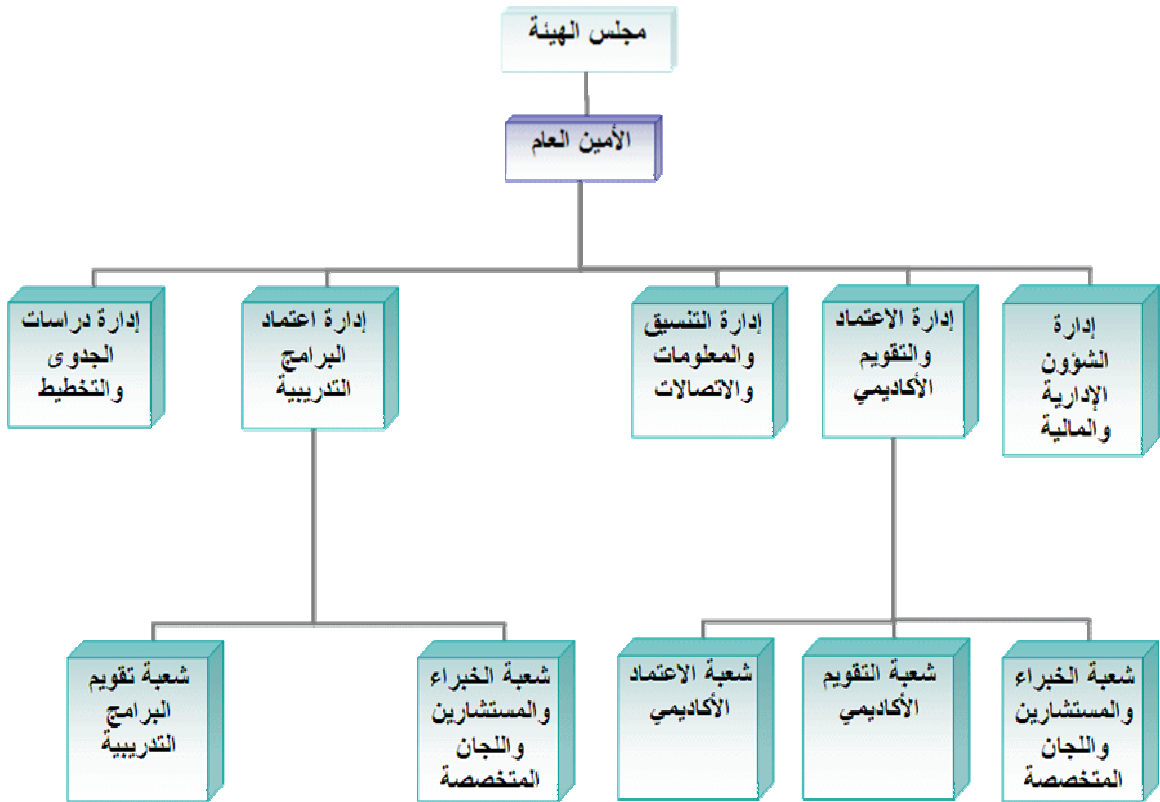 مجلس الهيئة
الأمين العام
إدارة
الشؤون
الإدارية
والمالية
إدارة الاعتماد
والتقويم
الأكاديمي
إدارة التنسيق
والمعلومات
والاتصالات
إدارة اعتماد
البرامج
التدريبية
إدارة دراسات
الجدوى
والتخطيط
شعبة الخبراء
والمستشارين
واللجان
المتخصصة
شعبة التقويم
الأكاديمي
شعبة الاعتماد
الأكاديمي
شعبة الخبراء
والمستشارين
واللجان
المتخصصة
شعبة تقويم
البرامج
التدريبية